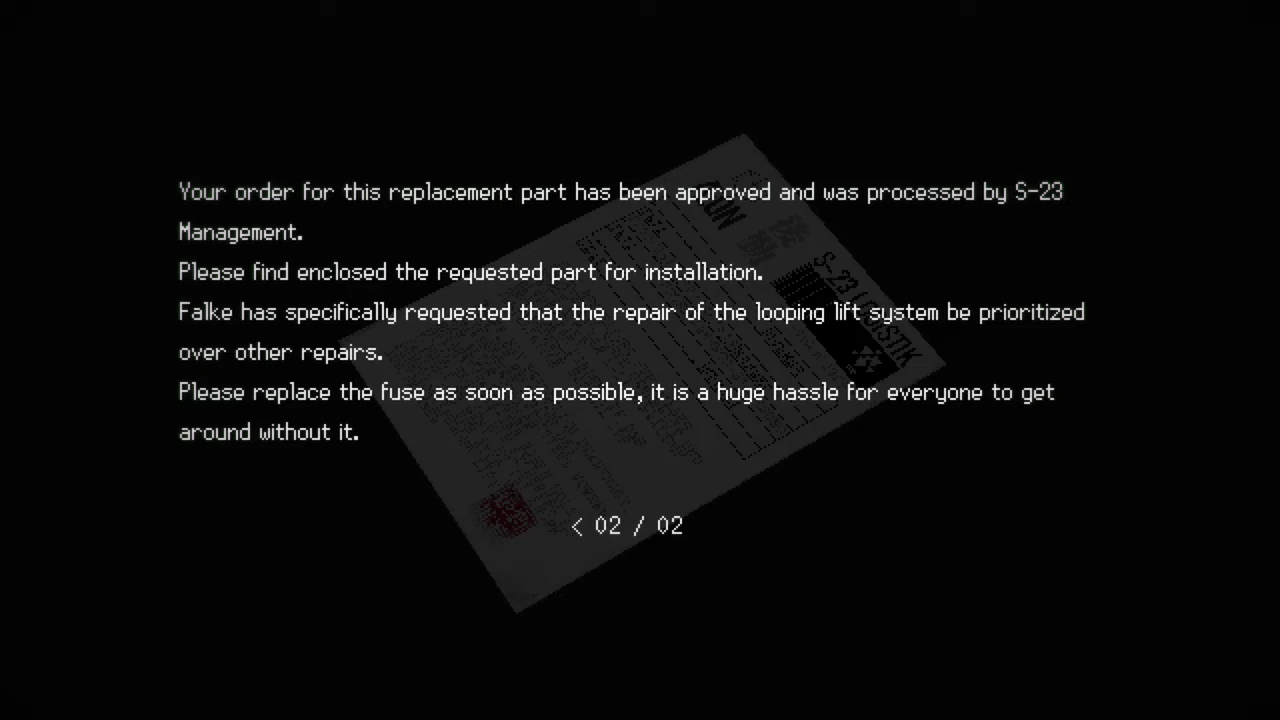 Your order for this replacement part has been approved and was processed by S-23
Management.
Please find enclosed the requested part for installation.
Falke has specifically requested that the repair of the looping lift system be prioritized
over other repairs.
Please replace the fuse as soon as possible, it is a huge hassle for everyone to get
around without it.
< 02 / 02
S-23 LOGISTIK